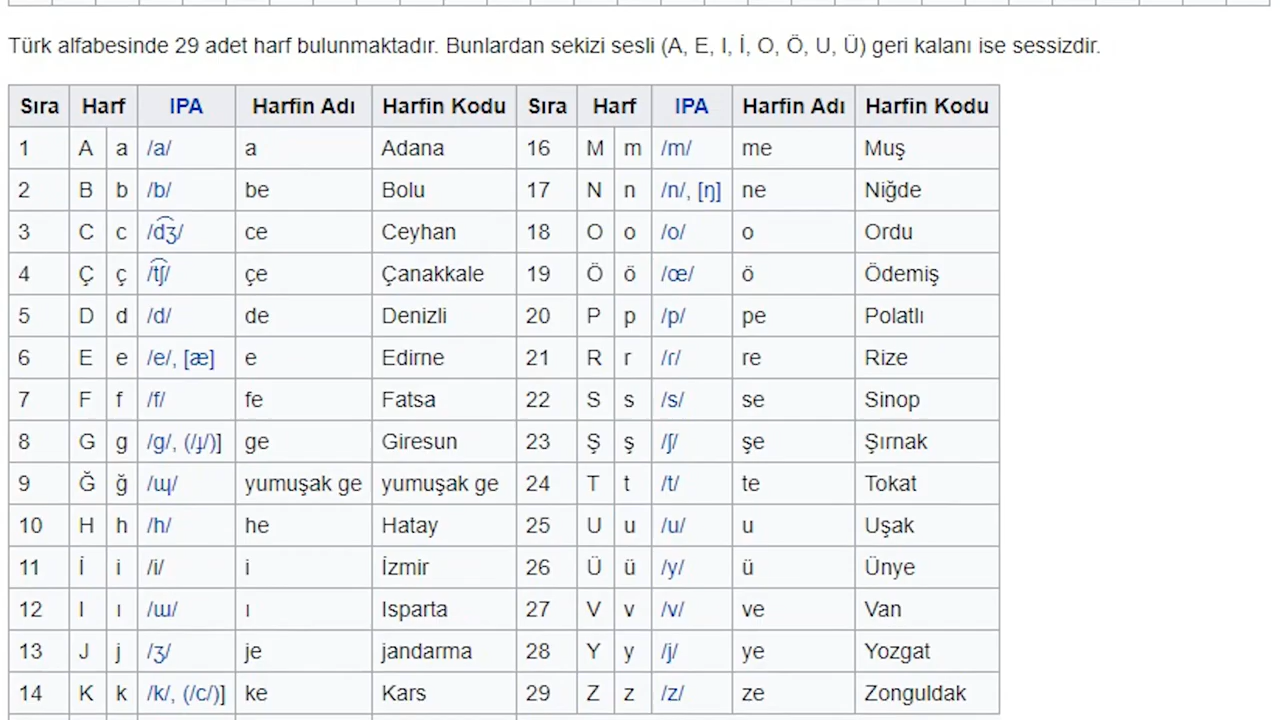 Türk alfabesinde 29 adet harf bulunmaktadır. Bunlardan sekizi sesli (A, E, I, İ, O, Ö, U, Ü) geri kalanı ise sessizdir.
Sıra Harf IPA Harfin Adı Harfin Kodu Sıra Harf IPA Harfin Adı Harfin Kodu
1 A a /a/ a Adana 16 M m /m/ me Muş
2 B b /b/ be Bolu 17 N n /n/, [ŋ] ne Niğde
3 C c /d͡ʒ/ ce Ceyhan 18 O o /o/ o Ordu
4 Ç ç /t͡ʃ/ çe Çanakkale 19 Ö ö /œ/ ö Ödemiş
5 D d /d/ de Denizli 20 P p /p/ pe Polatlı
6 E e /e/, [æ] e Edirne 21 R r /ɾ/ re Rize
7 F f /f/ fe Fatsa 22 S s /s/ se Sinop
8 G g /g/, (/ɟ/)] ge Giresun 23 Ş ş /ʃ/ şe Şırnak
9 Ğ ğ /ɰ/ yumuşak ge yumuşak ge 24 T t /t/ te Tokat
10 H h /h/ he Hatay 25 U u /u/ u Uşak
11 İ i /i/ i İzmir 26 Ü ü /y/ ü Ünye
12 I ı /ɯ/ ı Isparta 27 V v /v/ ve Van
13 J j /ʒ/ je jandarma 28 Y y /j/ ye Yozgat
14 K k /k/, (/c/)] ke Kars 29 Z z /z/ ze Zonguldak